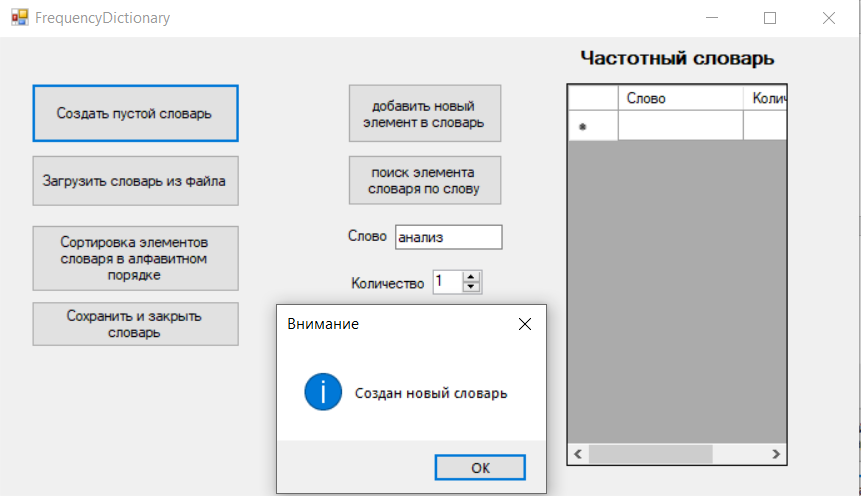 FrequencyDictionary
Частотный словарь
Создать пустой словарь
Загрузить словарь из файла
Сортировка элементов
словаря в алфавитном
порядке
Сохранить и закрыть
словарь
добавить новый
элемент в словарь
поиск элемента
словаря по слову
Слово анализ
Количество 1
Слово Колич
*
Внимание
Создан новый словарь
OK